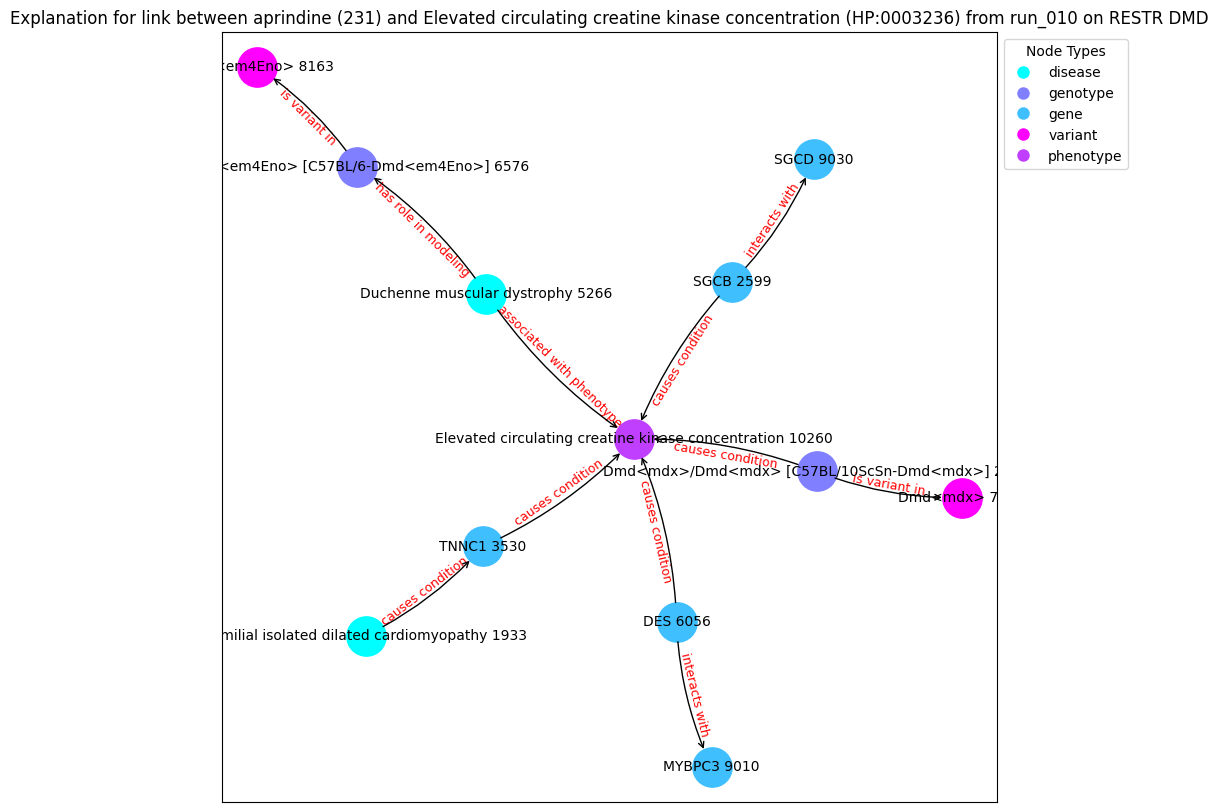 Explanation for link between aprindine (231) and Elevated circulating creatine kinase concentration (HP:0003236) from run_010 on RESTR DMD
Node Types
disease
genotype
gene
variant
phenotype
<em4Eno> 8163
is variant in
<em4Eno> [C57BL/6-Dmd<em4Eno>] 6576
has role in modeling
Duchenne muscular dystrophy 5266
associated with phenotype
SGCD 9030
interacts with
SGCB 2599
causes condition
Elevated circulating creatine kinase concentration 10260
causes condition
Dmd<mdx>/Dmd<mdx> [C57BL/10ScSn-Dmd<mdx>] 2
is variant in
Dmd<mdx> 7
causes condition
TNNC1 3530
causes condition
milial isolated dilated cardiomyopathy 1933
causes condition
DES 6056
interacts with
MYBPC3 9010